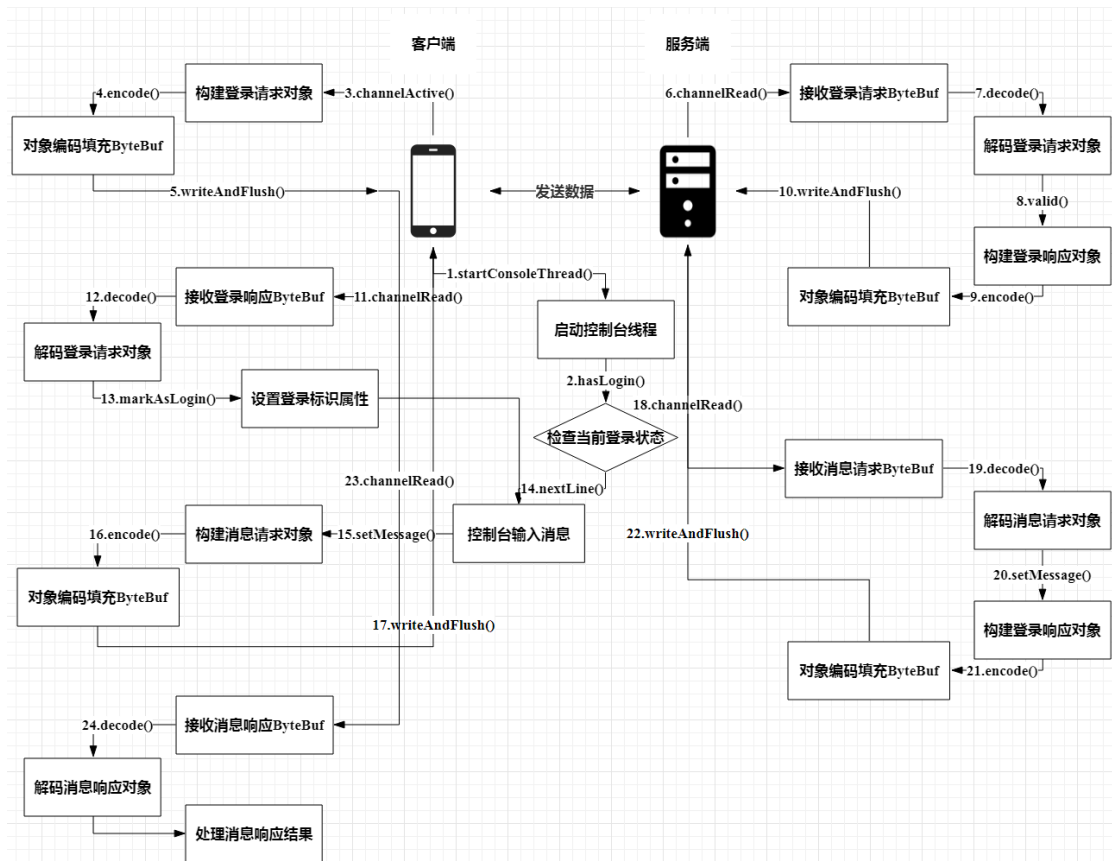 客户端
服务端
4.encode()
构建登录请求对象
3.channelActive()
6.channelRead()
接收登录请求ByteBuf
7.decode()
对象编码填充ByteBuf
解码登录请求对象
5.writeAndFlush()
发送数据
10.writeAndFlush()
8.valid()
构建登录响应对象
1.startConsoleThread()
12.decode()
接收登录响应ByteBuf
11.channelRead()
对象编码填充ByteBuf
9.encode()
启动控制台线程
解码登录请求对象
2.hasLogin()
13.markAsLogin()
设置登录标识属性
18.channelRead()
检查当前登录状态
接收消息请求ByteBuf
19.decode()
23.channelRead()
14.nextLine()
解码消息请求对象
16.encode()
构建消息请求对象
15.setMessage()
控制台输入消息
22.writeAndFlush()
20.setMessage()
对象编码填充ByteBuf
17.writeAndFlush()
构建登录响应对象
对象编码填充ByteBuf
21.encode()
24.decode()
接收消息响应ByteBuf
解码消息响应对象
处理消息响应结果